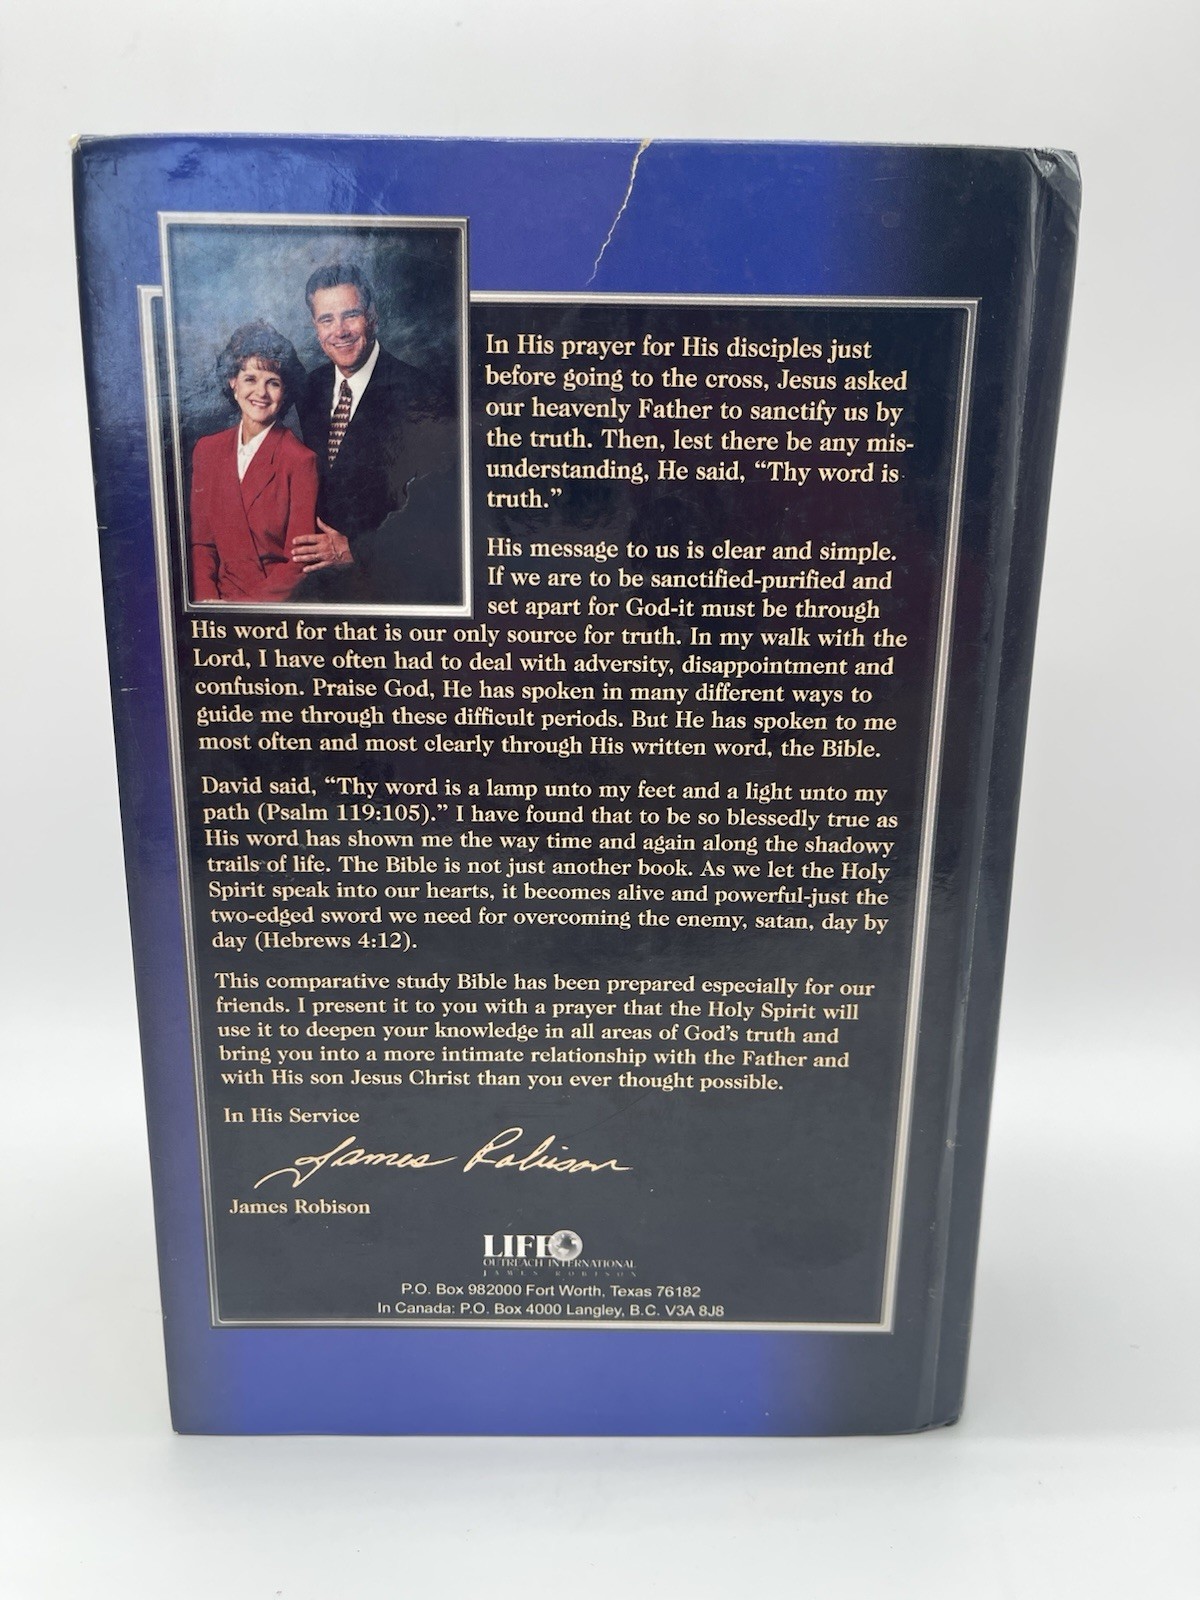 In His prayer for His disciples just
before going to the cross, Jesus asked
our heavenly Father to sanctify us by
the truth. Then, lest there be any mis-
understanding, He said, “Thy word is
truth.”
His message to us is clear and simple.
If we are to be sanctified-purified and
set apart for God-it must be through
His word for that is our only source for truth. In my walk with the
Lord, I have often had to deal with adversity, disappointment and
confusion. Praise God, He has spoken in many different ways to
guide me through these difficult periods. But He has spoken to me
most often and most clearly through His written word, the Bible.
David said, “Thy word is a lamp unto my feet and a light unto my
path (Psalm 119:105).” I have found that to be so blessedly true as
His word has shown me the way time and again along the shadowy
trails of life. The Bible is not just another book. As we let the Holy
Spirit speak into our hearts, it becomes alive and powerful-just the
two-edged sword we need for overcoming the enemy, satan, day by
day (Hebrews 4:12).
This comparative study Bible has been prepared especially for our
friends. I present it to you with a prayer that the Holy Spirit will
use it to deepen your knowledge in all areas of God’s truth and
bring you into a more intimate relationship with the Father and
with His son Jesus Christ than you ever thought possible.
In His Service
James Robison
James Robison
LIFE
OUTREACH INTERNATIONAL
JAMES ROBISON
P.O. Box 982000 Fort Worth, Texas 76182
In Canada: P.O. Box 4000 Langley, B.C. V3A 8J8